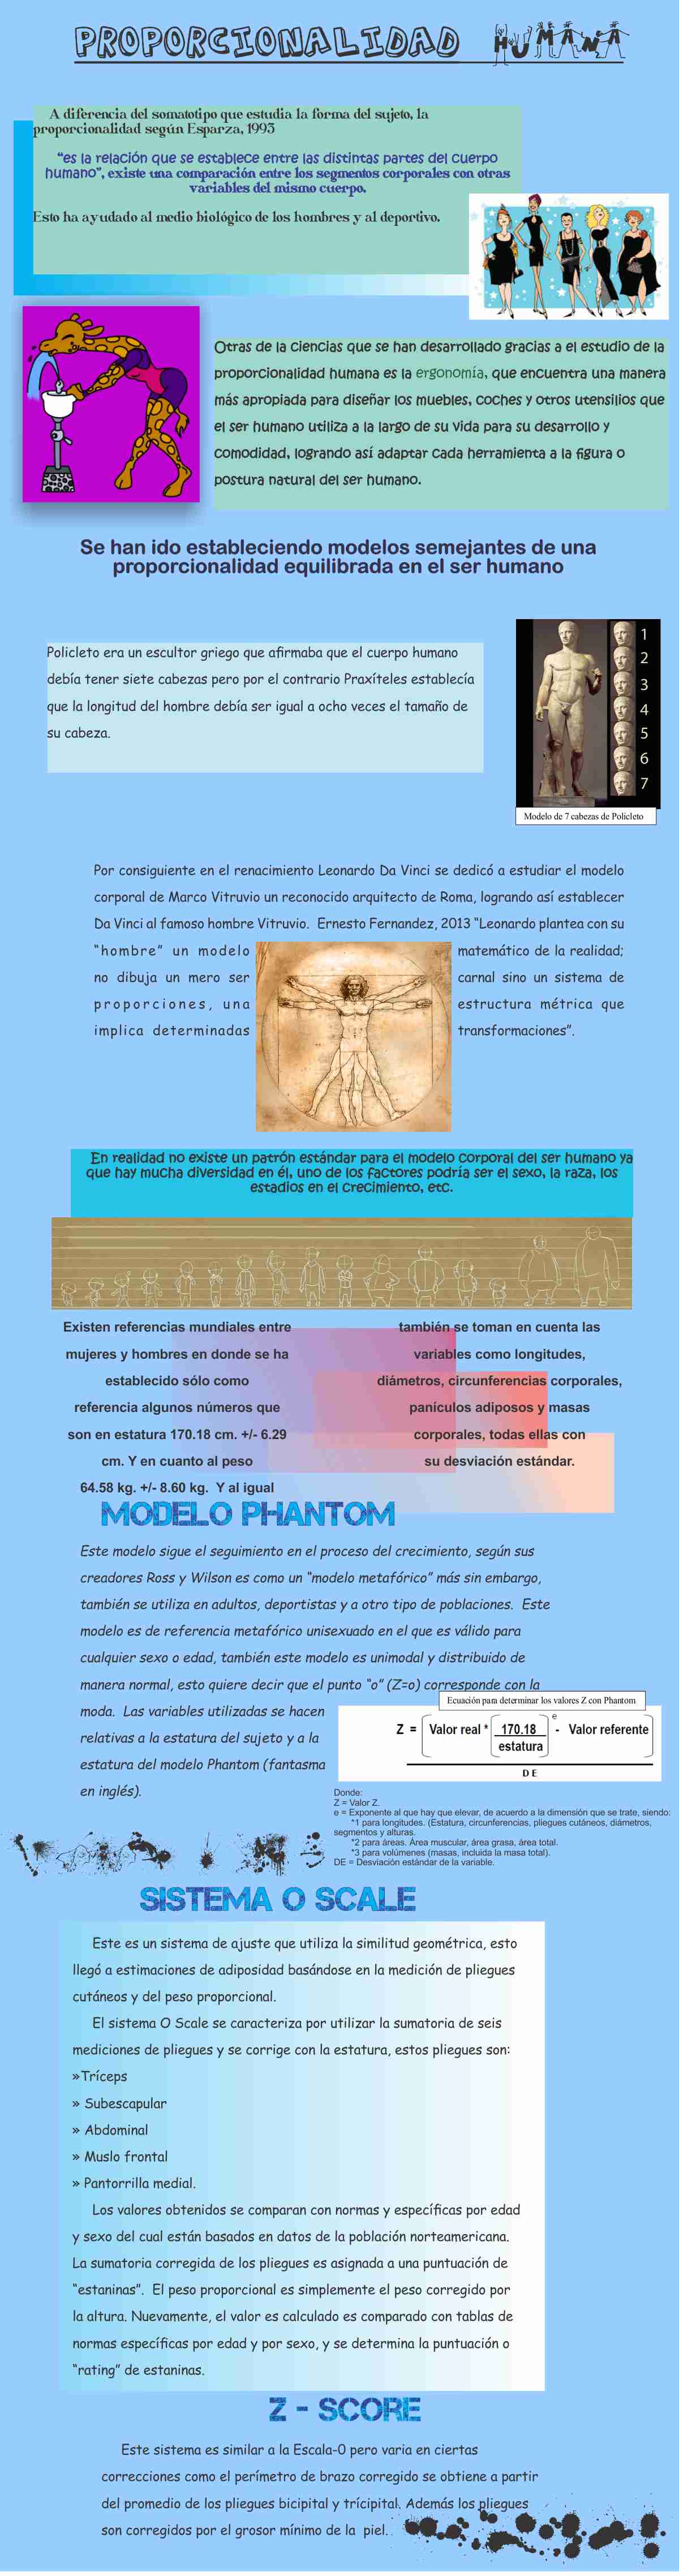 PROPORCIONALIDAD HUMANA
A diferencia del somatotipo que estudia la forma del sujeto, la
proporcionalidad según Esparza, 1993
“es la relación que se establece entre las distintas partes del cuerpo
humano”, existe una comparación entre los segmentos corporales con otras
variables del mismo cuerpo.
Esto ha ayudado al medio biológico de los hombres y al deportivo.
Otras de la ciencias que se han desarrollado gracias a el estudio de la
proporcionalidad humana es la ergonomía, que encuentra una manera
más apropiada para diseñar los muebles, coches y otros utensilios que
el ser humano utiliza a la largo de su vida para su desarrollo y
comodidad, logrando así adaptar cada herramienta a la figura o
postura natural del ser humano.
Se han ido estableciendo modelos semejantes de una
proporcionalidad equilibrada en el ser humano
Policleto era un escultor griego que afirmaba que el cuerpo humano
debía tener siete cabezas pero por el contrario Praxíteles establecía
que la longitud del hombre debía ser igual a ocho veces el tamaño de
su cabeza.
1
2
3
4
5
6
7
Modelo de 7 cabezas de Policleto
Por consiguiente en el renacimiento Leonardo Da Vinci se dedicó a estudiar el modelo
corporal de Marco Vitruvio un reconocido arquitecto de Roma, logrando así establecer
Da Vinci al famoso hombre Vitruvio. Ernesto Fernandez, 2013 “Leonardo plantea con su
“hombre” un modelo matemático de la realidad;
no dibuja un mero ser carnal sino un sistema de
proporciones, una estructura métrica que
implica determinadas transformaciones”.
En realidad no existe un patrón estándar para el modelo corporal del ser humano ya
que hay mucha diversidad en él, uno de los factores podría ser el sexo, la raza, los
estadios en el crecimiento, etc.
Existen referencias mundiales entre
mujeres y hombres en donde se ha
establecido sólo como
referencia algunos números que
son en estatura 170.18 cm. +/- 6.29
cm. Y en cuanto al peso
64.58 kg. +/- 8.60 kg. Y al igual
también se toman en cuenta las
variables como longitudes,
diámetros, circunferencias corporales,
panículos adiposos y masas
corporales, todas ellas con
su desviación estándar.
MODELO PHANTOM
Este modelo sigue el seguimiento en el proceso del crecimiento, según sus
creadores Ross y Wilson es como un “modelo metafórico” más sin embargo,
también se utiliza en adultos, deportistas y a otro tipo de poblaciones. Este
modelo es de referencia metafórico unisexuado en el que es válido para
cualquier sexo o edad, también este modelo es unimodal y distribuido de
manera normal, esto quiere decir que el punto “o” (Z=o) corresponde con la
moda. Las variables utilizadas se hacen
relativas a la estatura del sujeto y a la
estatura del modelo Phantom (fantasma
en inglés).
Ecuación para determinar los valores Z con Phantom
Z = Valor real * 170.18 e - Valor referente
estatura
DE
Donde:
Z = Valor Z.
e = Exponente al que hay que elevar, de acuerdo a la dimensión que se trate, siendo:
*1 para longitudes. (Estatura, circunferencias, pliegues cutáneos, diámetros,
segmentos y alturas.
*2 para áreas. Área muscular, área grasa, área total.
*3 para volúmenes (masas, incluida la masa total).
DE = Desviación estándar de la variable.
SISTEMA O SCALE
Este es un sistema de ajuste que utiliza la similitud geométrica, esto
llegó a estimaciones de adiposidad basándose en la medición de pliegues
cutáneos y del peso proporcional.
El sistema O Scale se caracteriza por utilizar la sumatoria de seis
mediciones de pliegues y se corrige con la estatura, estos pliegues son:
»Tríceps
» Subescapular
» Abdominal
» Muslo frontal
» Pantorrilla medial.
Los valores obtenidos se comparan con normas y específicas por edad
y sexo del cual están basados en datos de la población norteamericana.
La sumatoria corregida de los pliegues es asignada a una puntuación de
“estaninas”. El peso proporcional es simplemente el peso corregido por
la altura. Nuevamente, el valor es calculado es comparado con tablas de
normas específicas por edad y por sexo, y se determina la puntuación o
“rating” de estaninas.
Z - SCORE
Este sistema es similar a la Escala-0 pero varia en ciertas
correcciones como el perímetro de brazo corregido se obtiene a partir
del promedio de los pliegues bicipital y trícipital. Además los pliegues
son corregidos por el grosor mínimo de la piel.